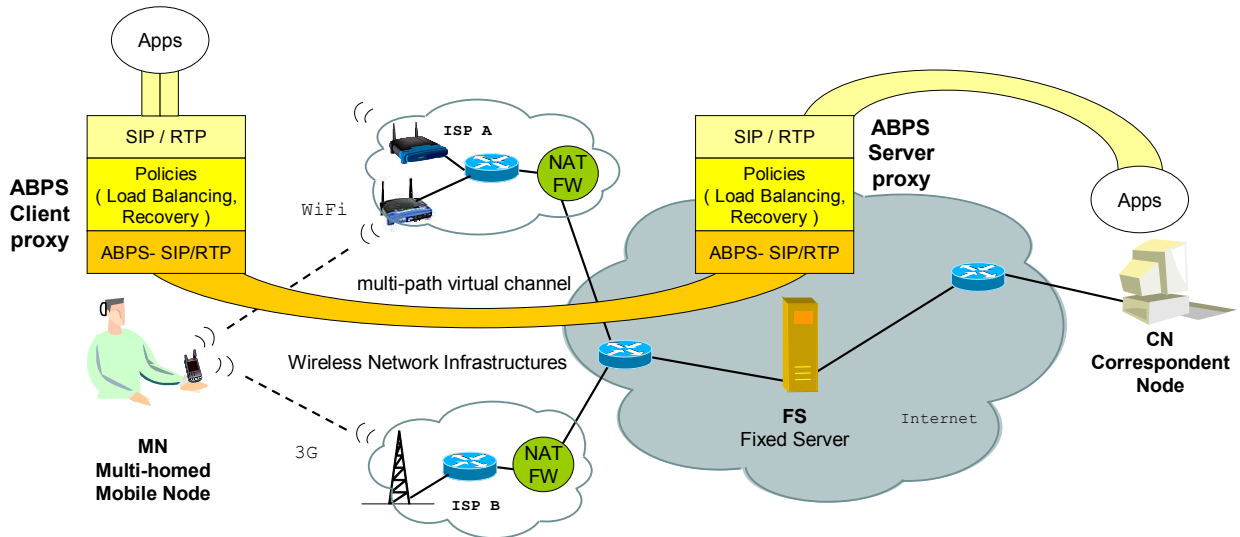 Apps
SIP / RTP
Policies
( Load Balancing,
Recovery )
ABPS- SIP/RTP
ABPS
Client
proxy
MN
Multi-homed
Mobile Node
WiFi
ISP A
NAT
FW
multi-path virtual channel
Wireless Network Infrastructures
3G
ISP B
NAT
FW
SIP / RTP
Policies
( Load Balancing,
Recovery )
ABPS- SIP/RTP
ABPS
Server
proxy
FS
Fixed Server
Internet
Apps
CN
Correspondent
Node